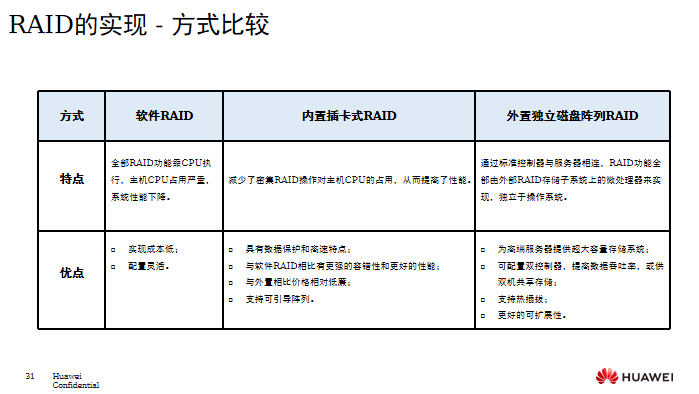 RAID的实现 - 方式比较
方式
软件RAID
内置插卡式RAID
外置独立磁盘阵列RAID
特点
全部RAID功能乖CPU执
行，主机CPU占用严重，
系统性能下降。
减少了密集RAID操作对主机CPU的占用，从而提高了性能。
通过标准控制器与服务器相连，RAID功能全
部由外部RAID存储子系统上的微处理器来实
现，独立于操作系统。
优点
实现成本低；
配置灵活。
具有数据保护和高速特点；
与软件RAID相比有更强的容错性和更好的性能；
与外置相比价格相对低廉；
支持可引导阵列。
为高端服务器提供超大容量存储系统；
可配置双控制器，提高数据吞吐率，或供
双机共享存储；
支持热插拔；
更好的可扩展性。
31
Huawei
Confidential
HUAWEI